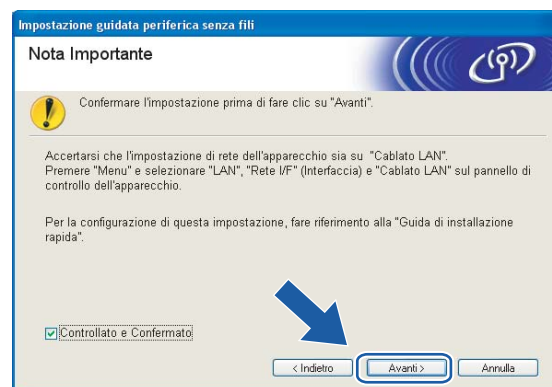 Impostazione guidata periferica senza fili
Nota Importante
Confermare l'impostazione prima di fare clic su "Avanti".
Accertarsi che l'impostazione di rete dell'apparecchio sia su "Cablato LAN".
Premere "Menu" e selezionare "LAN", "Rete I/F" (Interfaccia) e "Cablato LAN" sul pannello di
controllo dell'apparecchio.
Per la configurazione di questa impostazione, fare riferimento alla "Guida di installazione
rapida".
Controllato e Confermato
< Indietro Avanti > Annulla